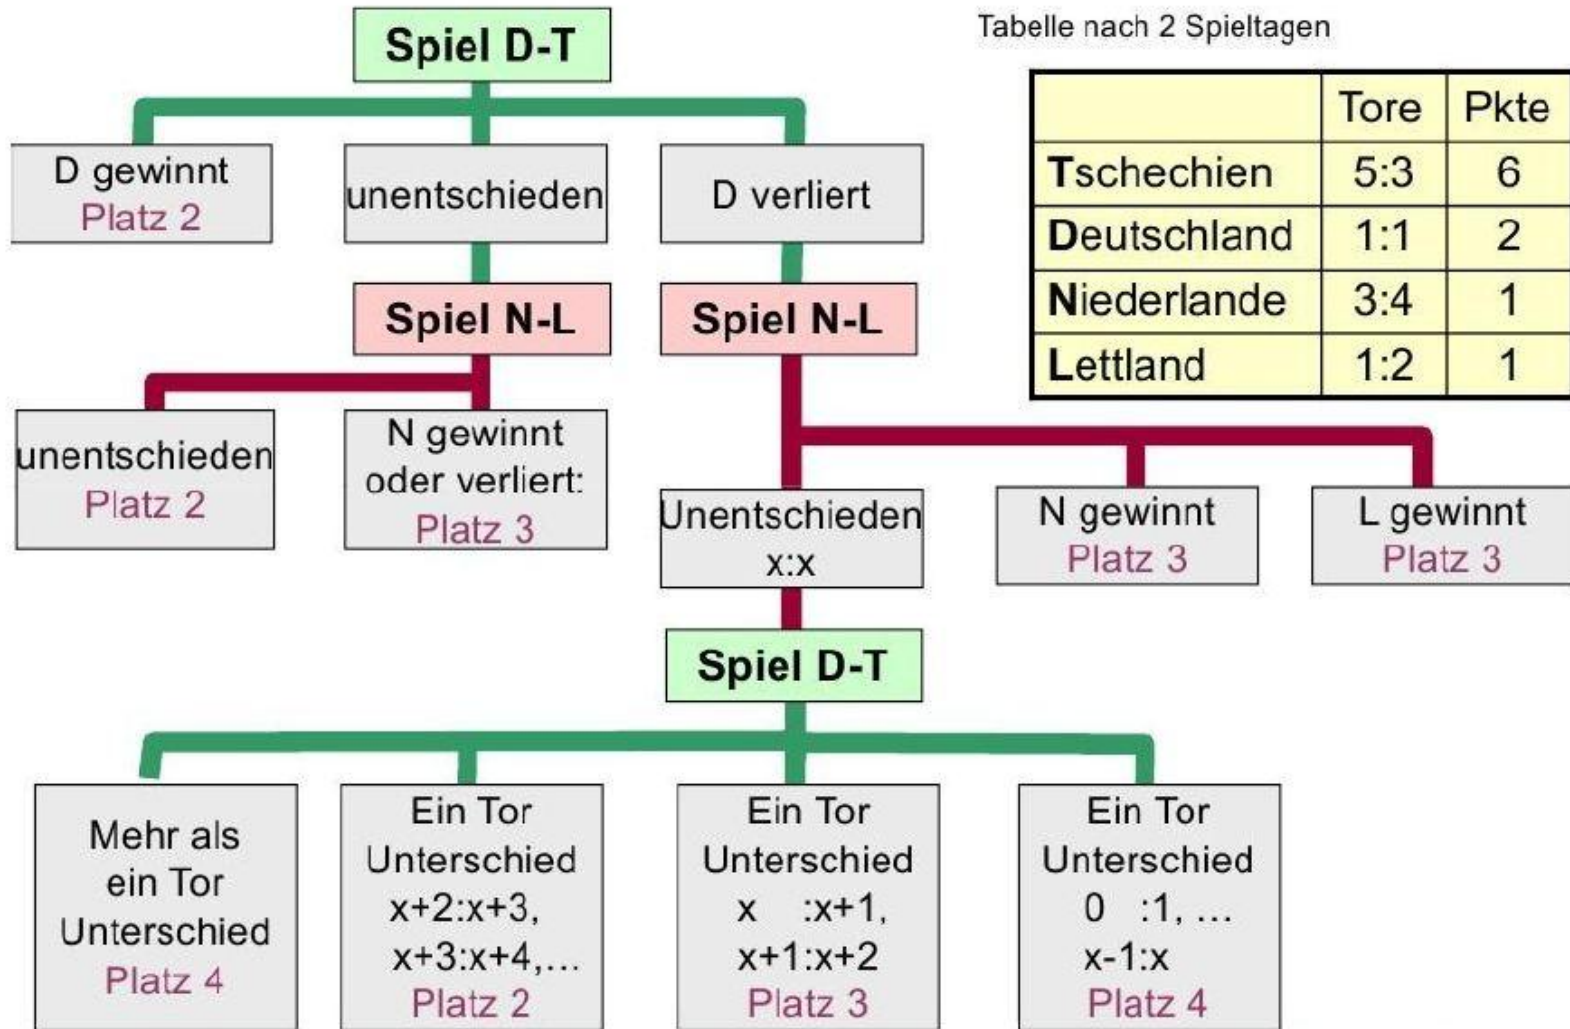 Spiel D-T
Tabelle nach 2 Spieltagen
Tore Pkte
Tschechien 5:3 6
Deutschland 1:1 2
Niederlande 3:4 1
Lettland 1:2 1
D gewinnt
Platz 2
unentschieden
D verliert
Spiel N-L
Spiel N-L
unentschieden
Platz 2
N gewinnt
oder verliert:
Platz 3
Unentschieden
x:x
N gewinnt
Platz 3
L gewinnt
Platz 3
Spiel D-T
Mehr als
ein Tor
Unterschied
Platz 4
Ein Tor
Unterschied
x+2:x+3,
x+3:x+4,...
Platz 2
Ein Tor
Unterschied
x :x+1,
x+1:x+2
Platz 3
Ein Tor
Unterschied
0 :1, ...
x-1:x
Platz 4